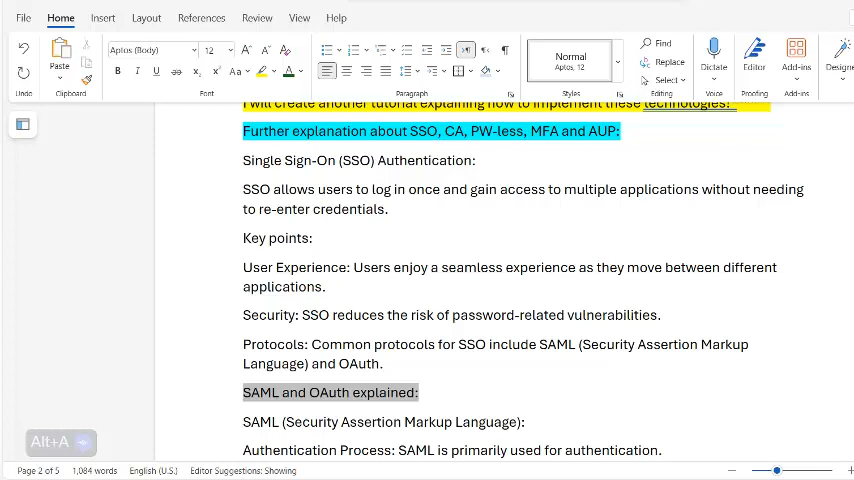 File Home Insert Layout References Review View Help
Aptos (Body) 12 Find
Paste Replace
B I U ab x₂ x² Aa A Select
Normal
Aptos, 12
Dictate Editor Add-ins Designe
Undo Clipboard Font Paragraph Styles Editing Voice Proofing Add-ins
I will create another tutorial explaining how to implement these technologies!
Further explanation about SSO, CA, PW-less, MFA and AUP:
Single Sign-On (SSO) Authentication:
SSO allows users to log in once and gain access to multiple applications without needing
to re-enter credentials.
Key points:
User Experience: Users enjoy a seamless experience as they move between different
applications.
Security: SSO reduces the risk of password-related vulnerabilities.
Protocols: Common protocols for SSO include SAML (Security Assertion Markup
Language) and OAuth.
SAML and OAuth explained:
SAML (Security Assertion Markup Language):
Alt+A
Authentication Process: SAML is primarily used for authentication.
Page 2 of 5 1,084 words English (U.S.) Editor Suggestions: Showing